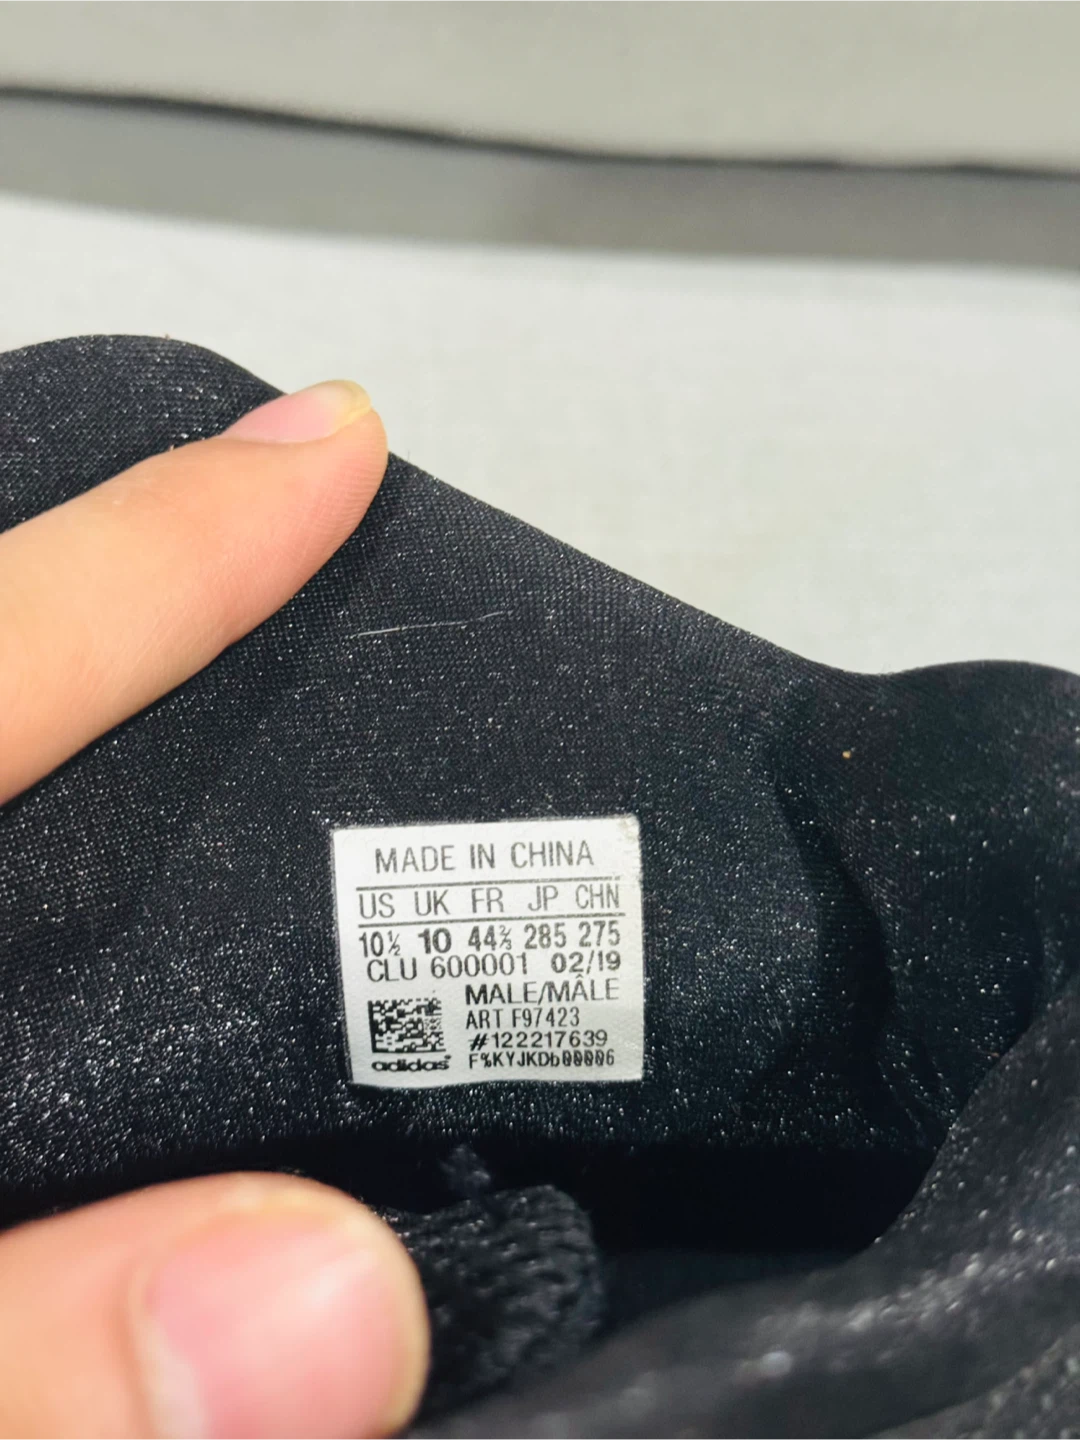 MADE IN CHINA
US UK FR JP CHN
10½ 10 44⅔ 285 275
CLU 600001 02/19
MALE/MÂLE
ART F97423
#122217639
adidas F%KYJKDb00006